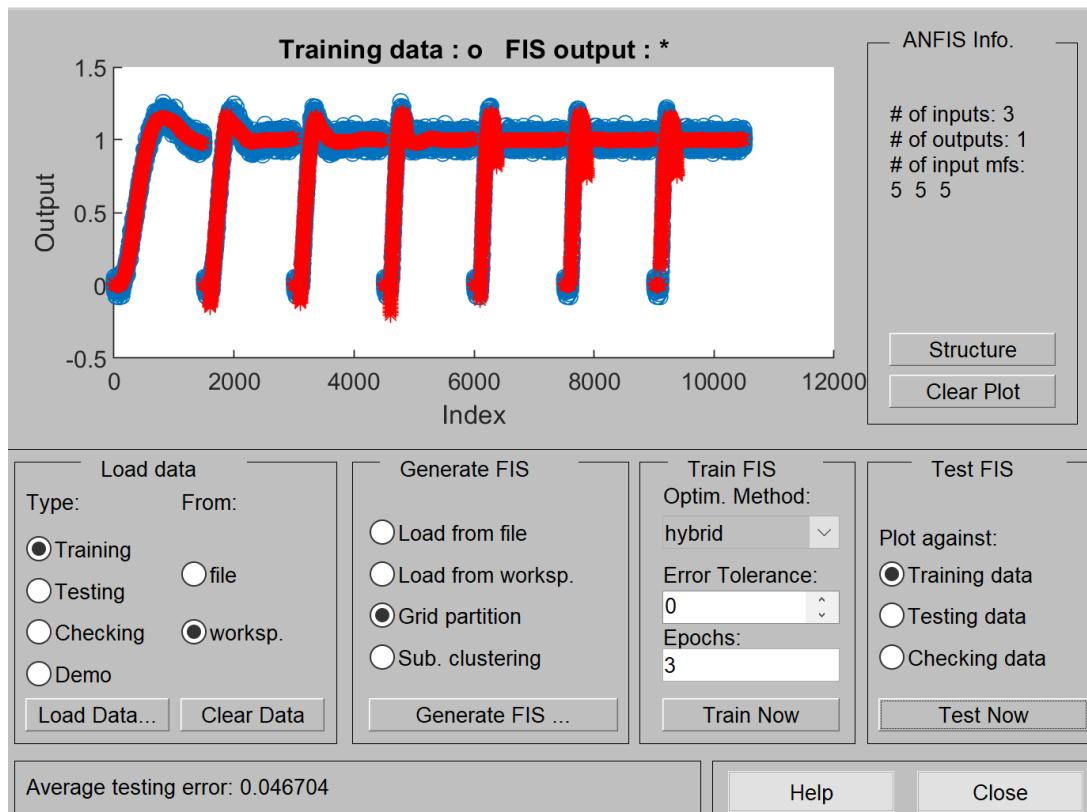 Training data : o   FIS output : *
1.5
1
0.5
0
-0.5
Output
0
2000
4000
6000
8000
10000
12000
Index
ANFIS Info.
# of inputs: 3
# of outputs: 1
# of input mfs:
5  5  5
Structure
Clear Plot
Load data
Type:
From:
Training
Testing
Checking
Demo
file
worksp.
Load Data...
Clear Data
Generate FIS
Load from file
Load from worksp.
Grid partition
Sub. clustering
Generate FIS ...
Train FIS
Optim. Method:
hybrid
Error Tolerance:
0
Epochs:
3
Train Now
Test FIS
Plot against:
Training data
Testing data
Checking data
Test Now
Average testing error: 0.046704
Help
Close